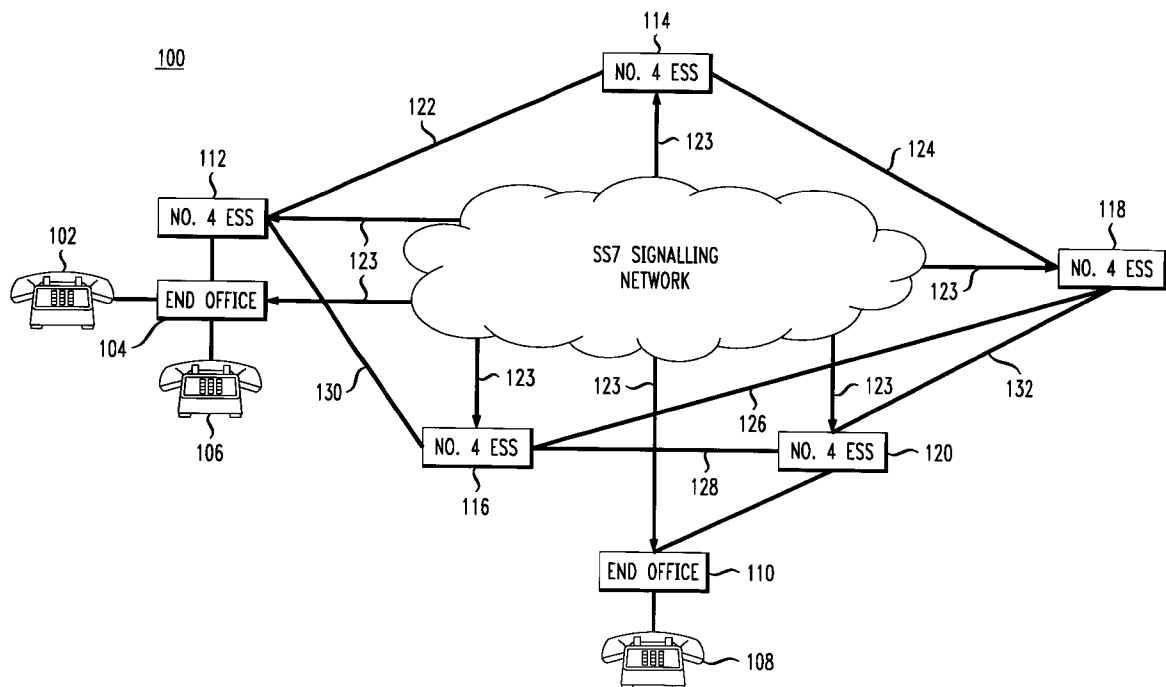 100
114
NO. 4 ESS
122
123
124
112
NO. 4 ESS
123
118
NO. 4 ESS
123
SS7 SIGNALLING
NETWORK
102
END OFFICE
123
104
106
130
123
123
123
126
132
NO. 4 ESS
116
128
NO. 4 ESS
120
END OFFICE
110
108